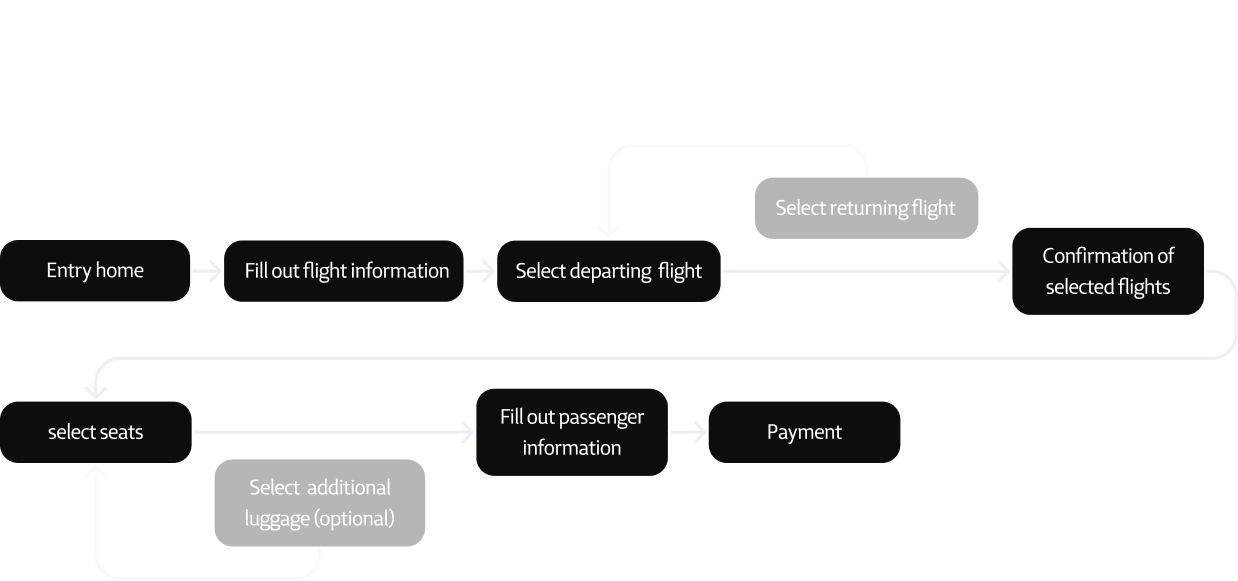 Select returning flight
Entry home
Fill out flight information
Select departing flight
Confirmation of
selected flights
select seats
Fill out passenger
information
Payment
Select additional
luggage (optional)